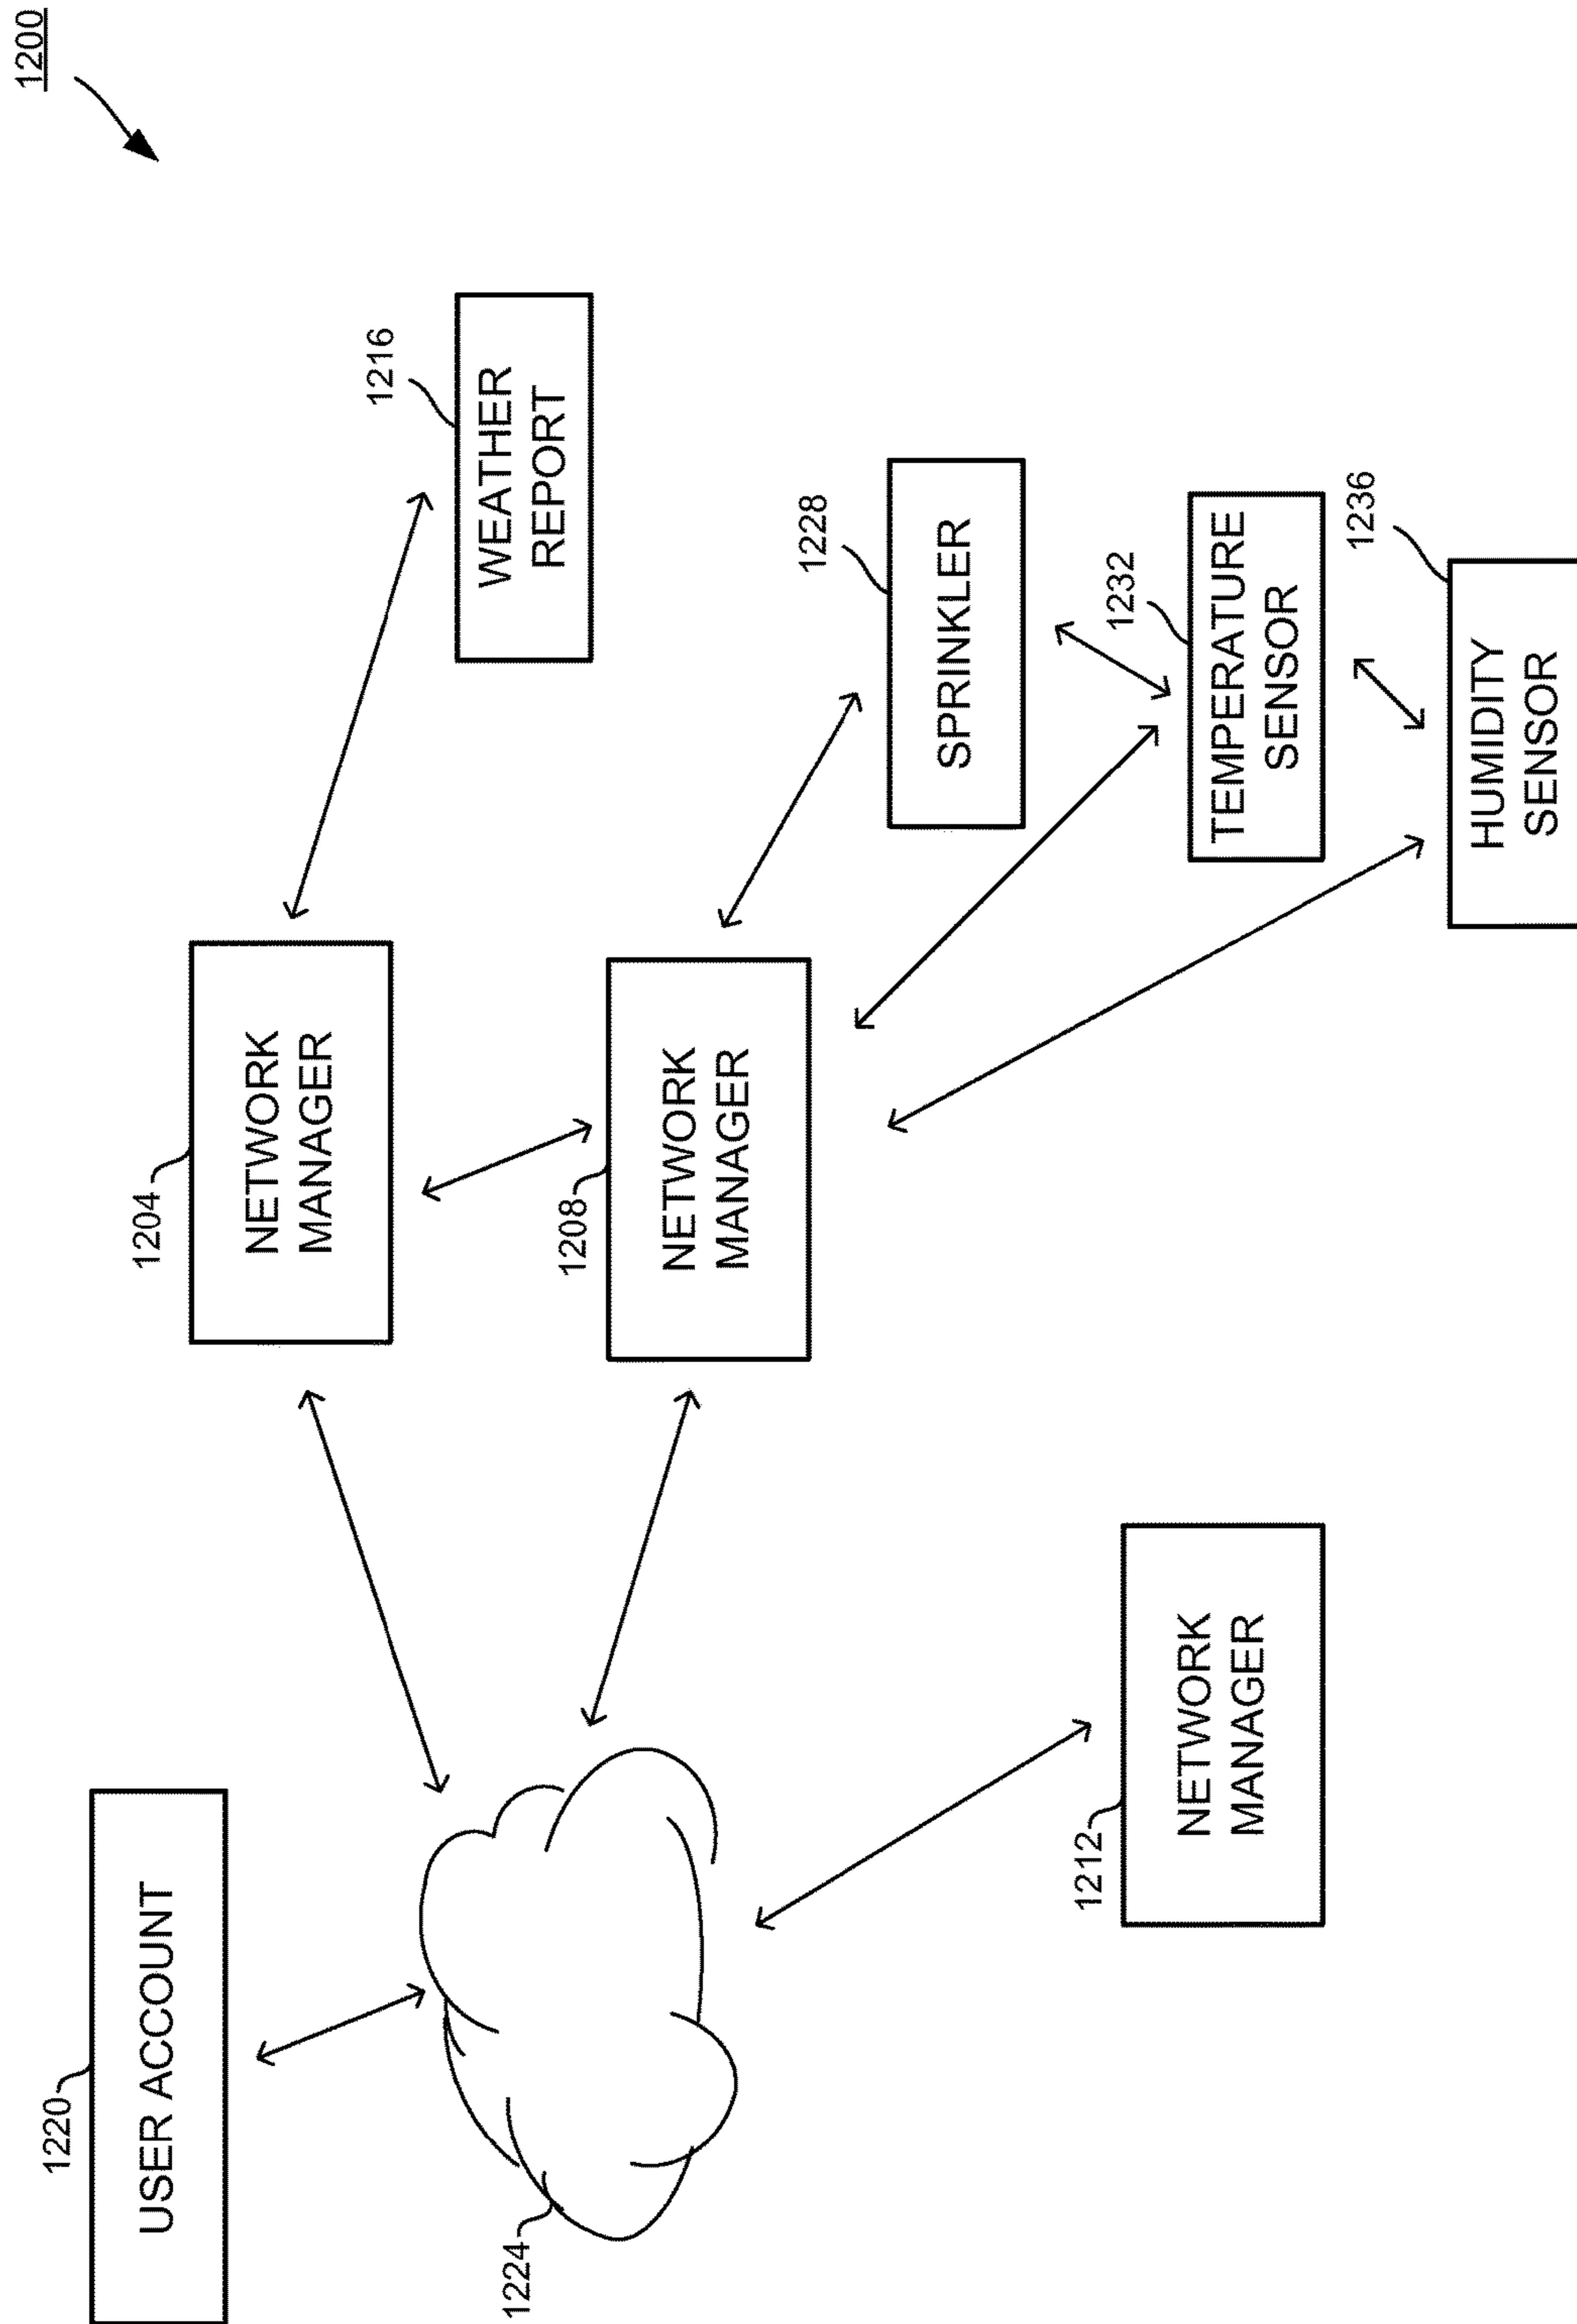 1200
1220
USER ACCOUNT
1204
NETWORK
MANAGER
1216
WEATHER
REPORT
1224
1208
NETWORK
MANAGER
1228
SPRINKLER
1212
NETWORK
MANAGER
1232
TEMPERATURE
SENSOR
1236
HUMIDITY
SENSOR